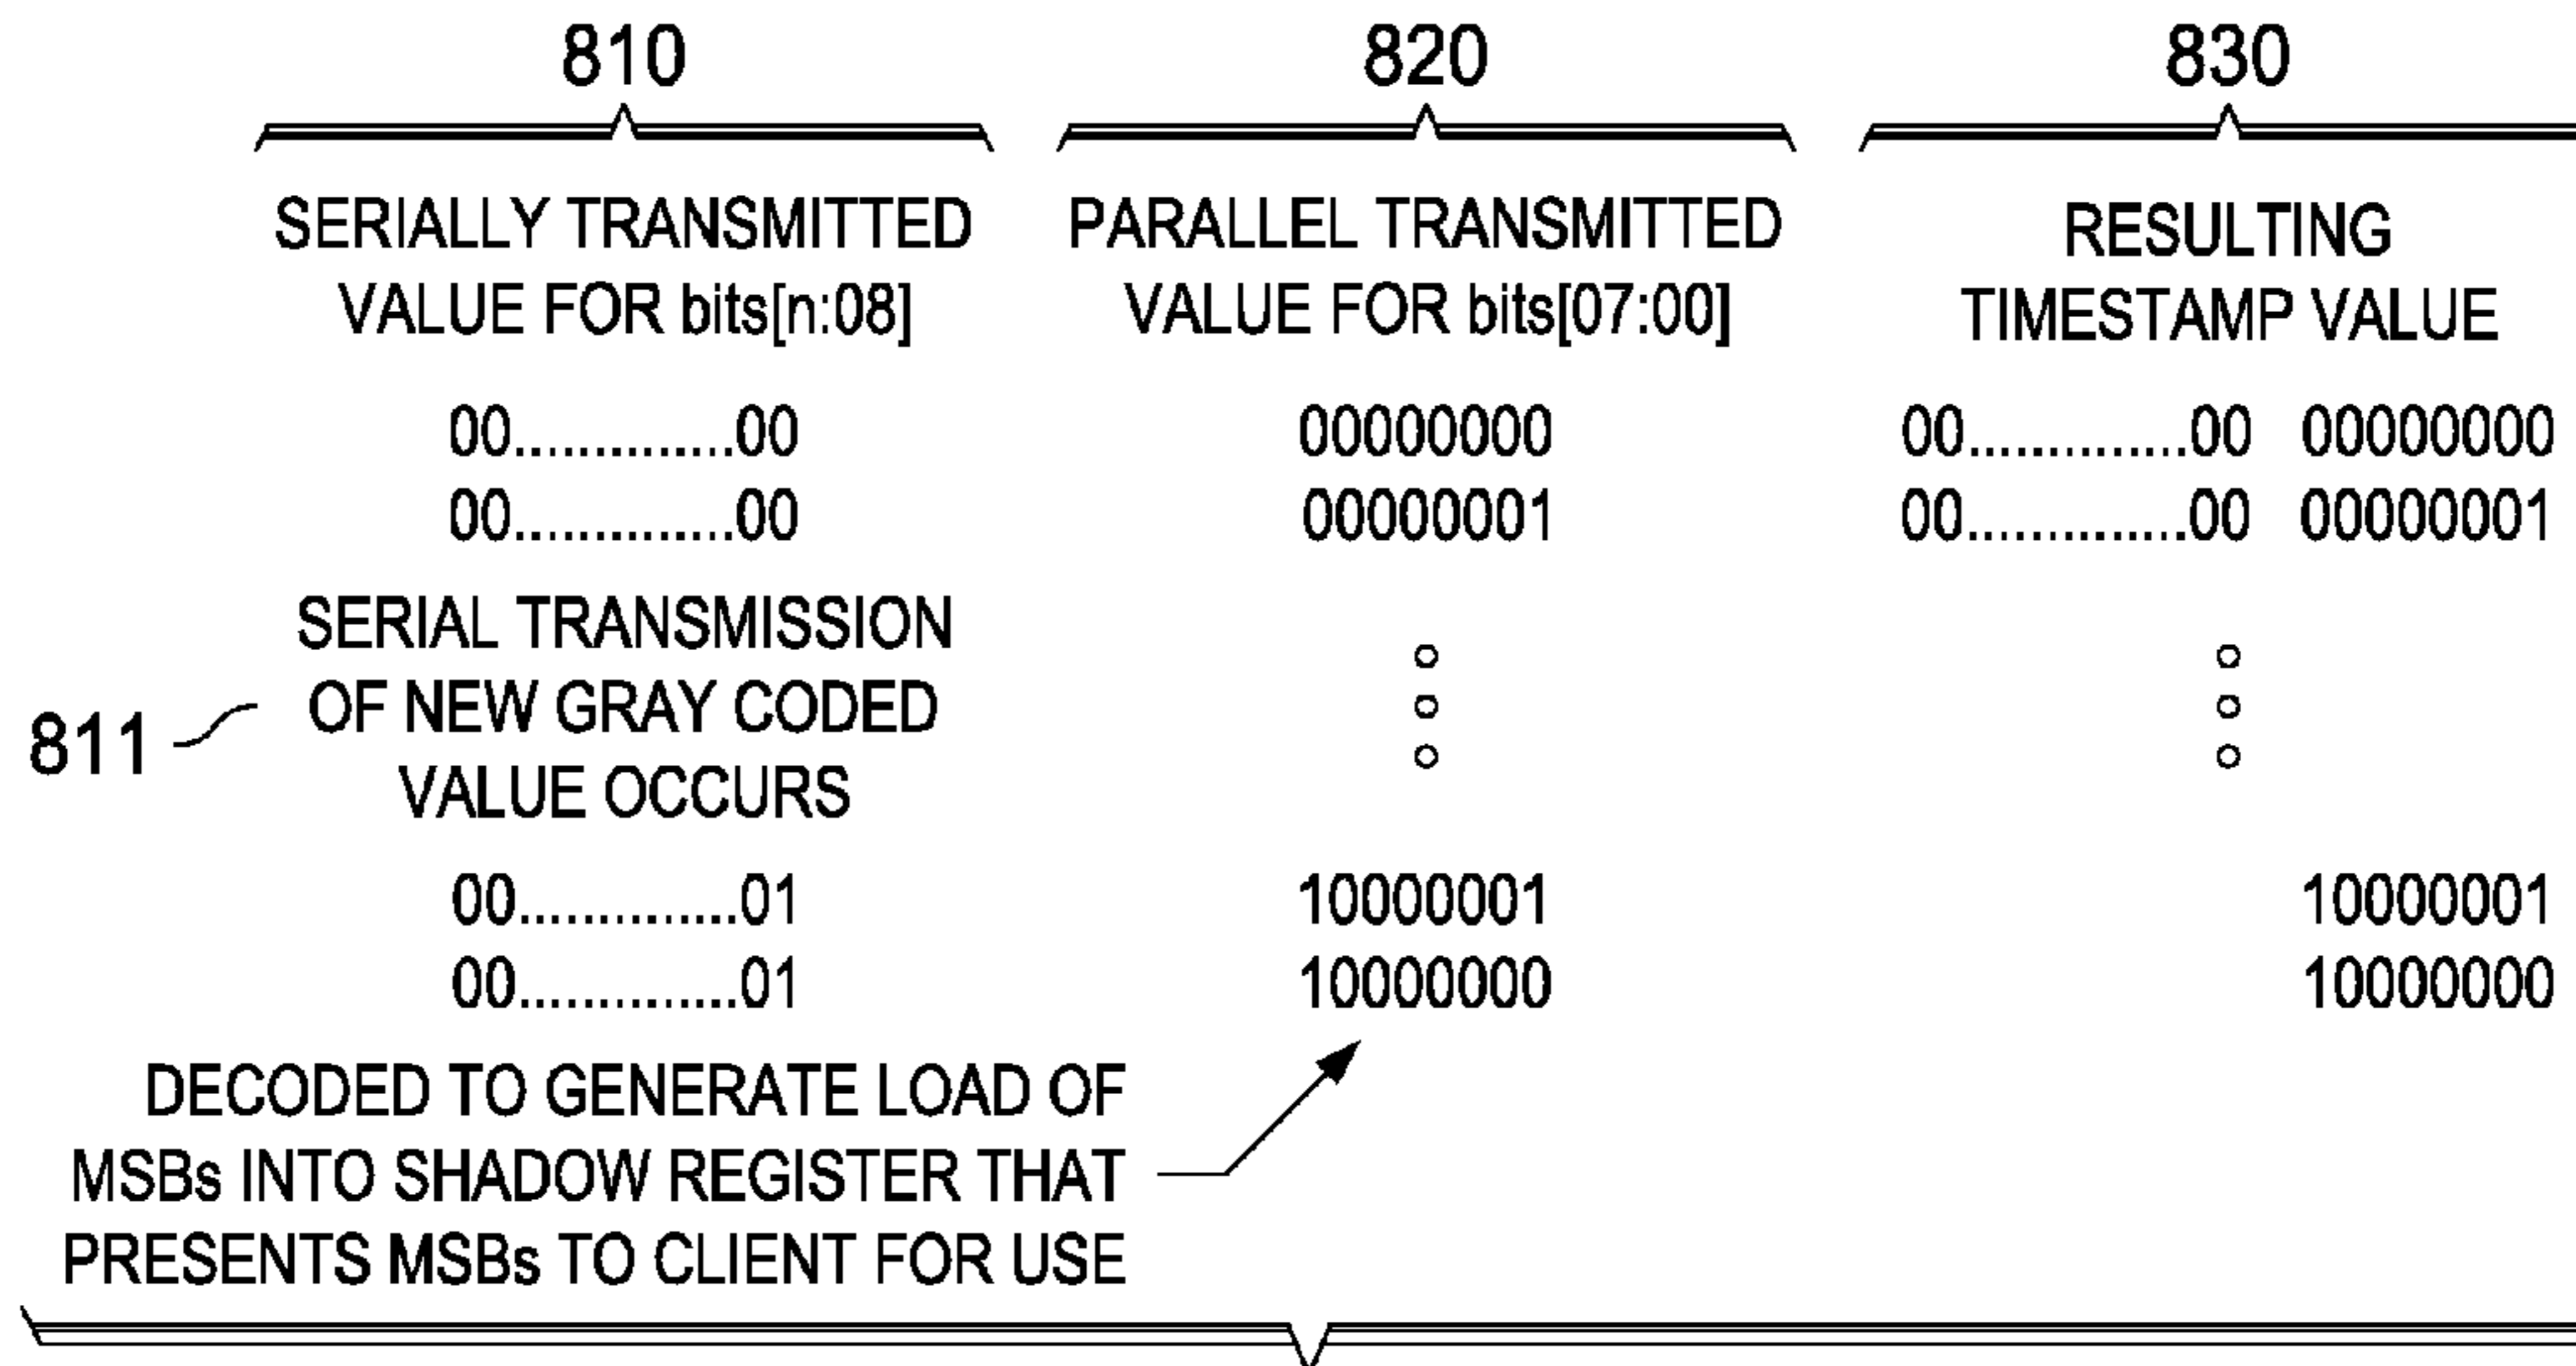 810 820 830
SERIALLY TRANSMITTED PARALLEL TRANSMITTED RESULTING
VALUE FOR bits[n:08] VALUE FOR bits[07:00] TIMESTAMP VALUE
00..............00 00000000 00..............00 00000000
00..............00 00000001 00..............00 00000001
SERIAL TRANSMISSION
OF NEW GRAY CODED
811
VALUE OCCURS
00..............01 10000001 10000001
00..............01 10000000 10000000
DECODED TO GENERATE LOAD OF
MSBs INTO SHADOW REGISTER THAT
PRESENTS MSBs TO CLIENT FOR USE